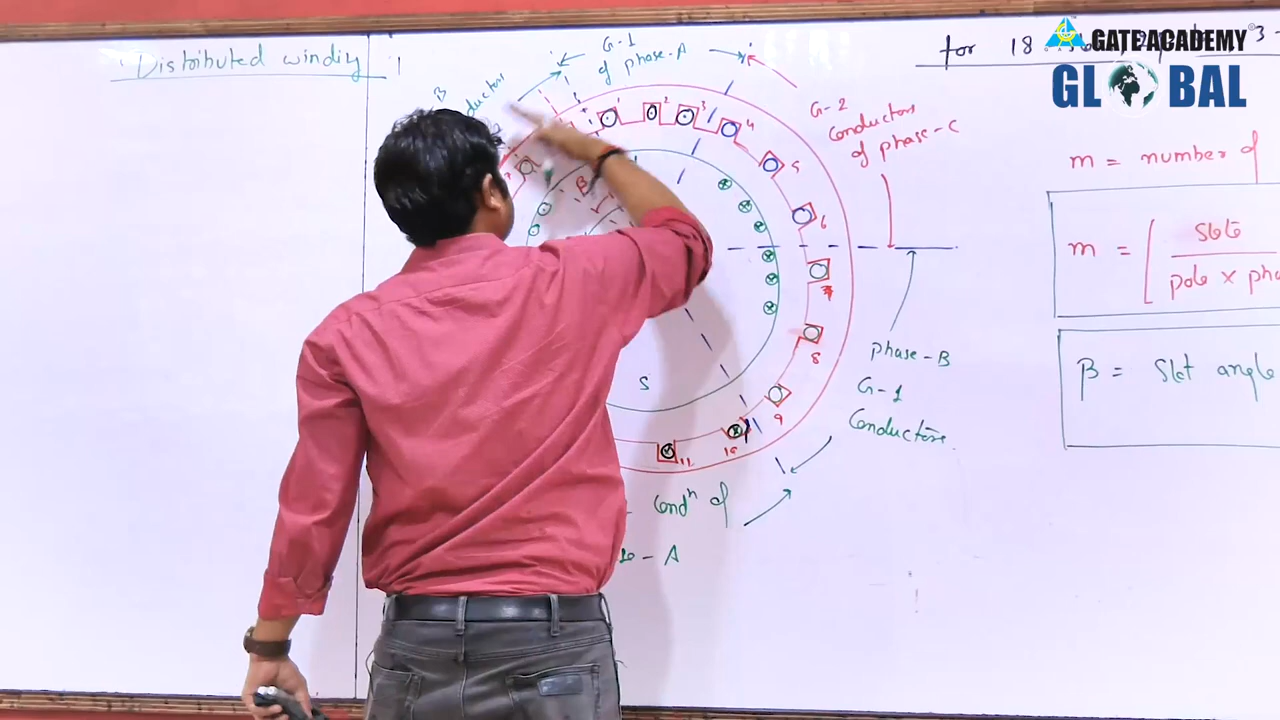 Distributed windiy
G-1
of phase-A
B
G-2
Conductors
of phase-C
for 18
GATE ACADEMY
GLOBAL
m = number of
m = [ slots
pole x pha
β = Slot angle
1
2
3
4
5
6
7
8
9
10
11
β
S
phase-B
G-1
Conductors.
Condⁿ of
- A